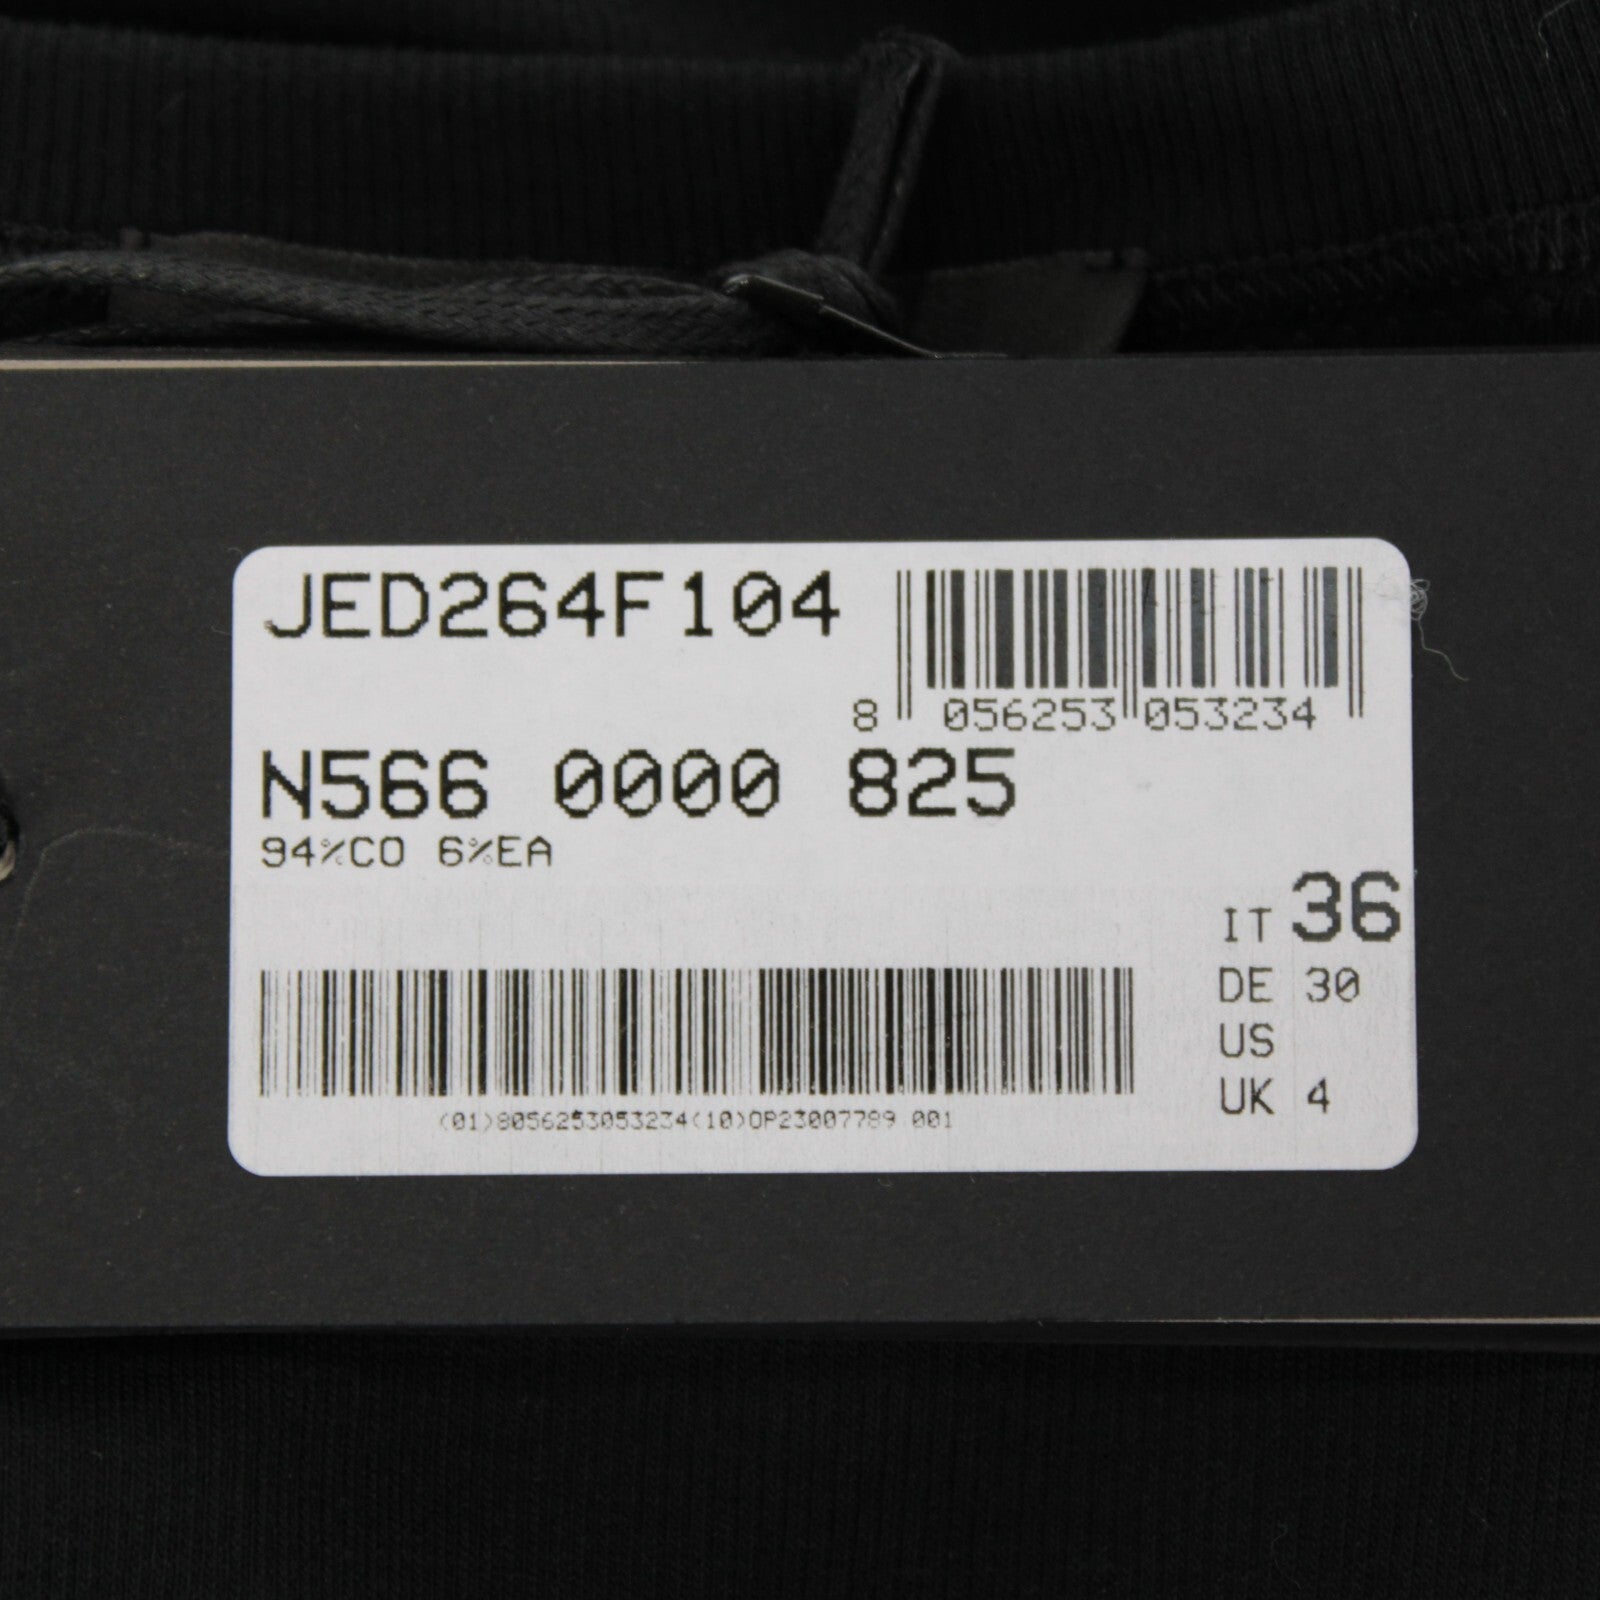 JED264F104
8 056253 053234
N566 0000 825
94%CO 6%EA
IT 36
DE 30
US
UK 4
(01)8056253053234(10)OP23007789.001